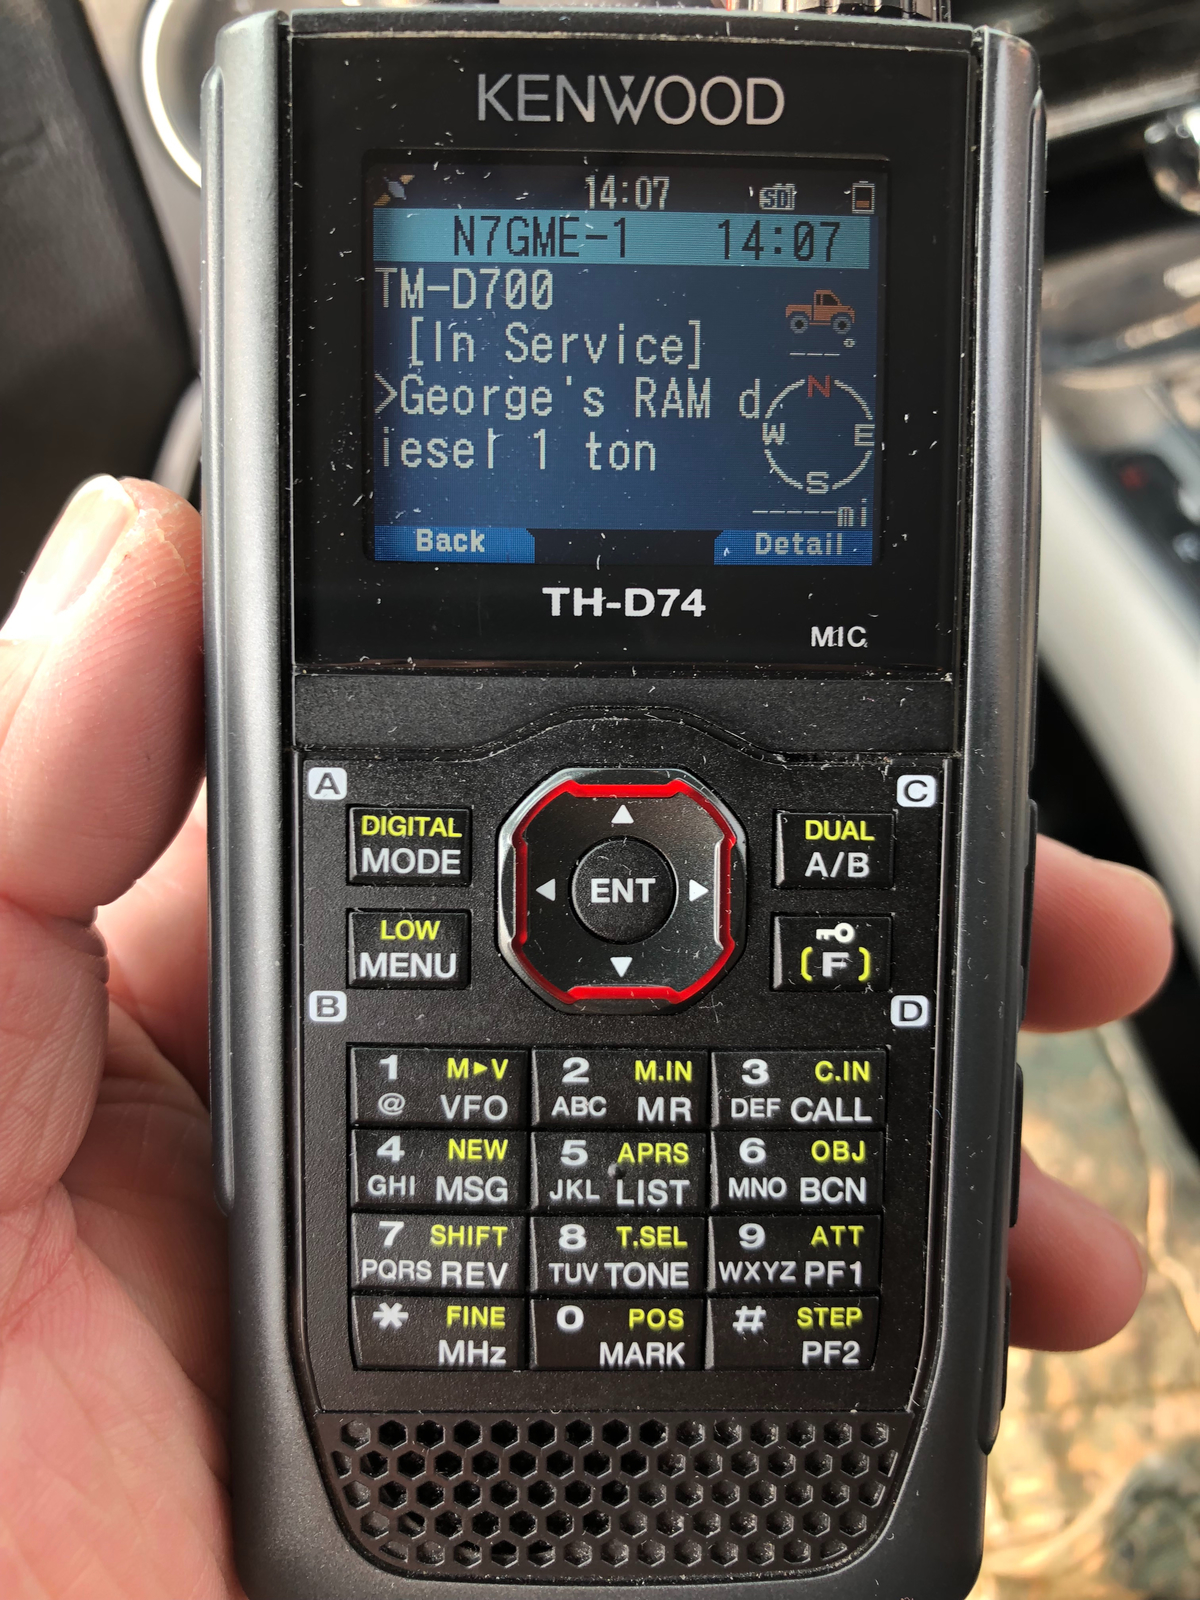 KENWOOD
14:07 SD
N7GME-1 14:07
TM-D700
[In Service]
>George's RAM d
iesel 1 ton
---°
N
W E
S
-----mi
Back Detail
TH-D74
MIC
A C
DIGITAL DUAL
MODE A/B
ENT
LOW
MENU (F)
B D
1 M►V 2 M.IN 3 C.IN
@ VFO ABC MR DEF CALL
4 NEW 5 APRS 6 OBJ
GHI MSG JKL LIST MNO BCN
7 SHIFT 8 T.SEL 9 ATT
PQRS REV TUV TONE WXYZ PF1
* FINE 0 POS # STEP
MHz MARK PF2